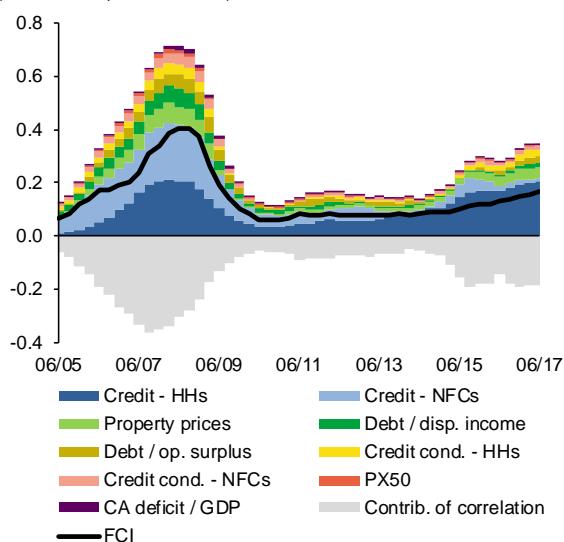 0.8
0.6
0.4
0.2
0.0
-0.2
-0.4
06/05 06/07 06/09 06/11 06/13 06/15 06/17
Credit - HHs Credit - NFCs
Property prices Debt / disp. income
Debt / op. surplus Credit cond. - HHs
Credit cond. - NFCs PX50
CA deficit / GDP Contrib. of correlation
FCI